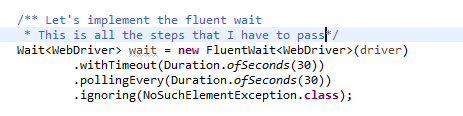 /** Let's implement the fluent wait
* This is all the steps that I have to pass*/
Wait<WebDriver> wait = new FluentWait<WebDriver>(driver)
.withTimeout(Duration.ofSeconds(30))
.pollingEvery(Duration.ofSeconds(30))
.ignoring(NoSuchElementException.class);